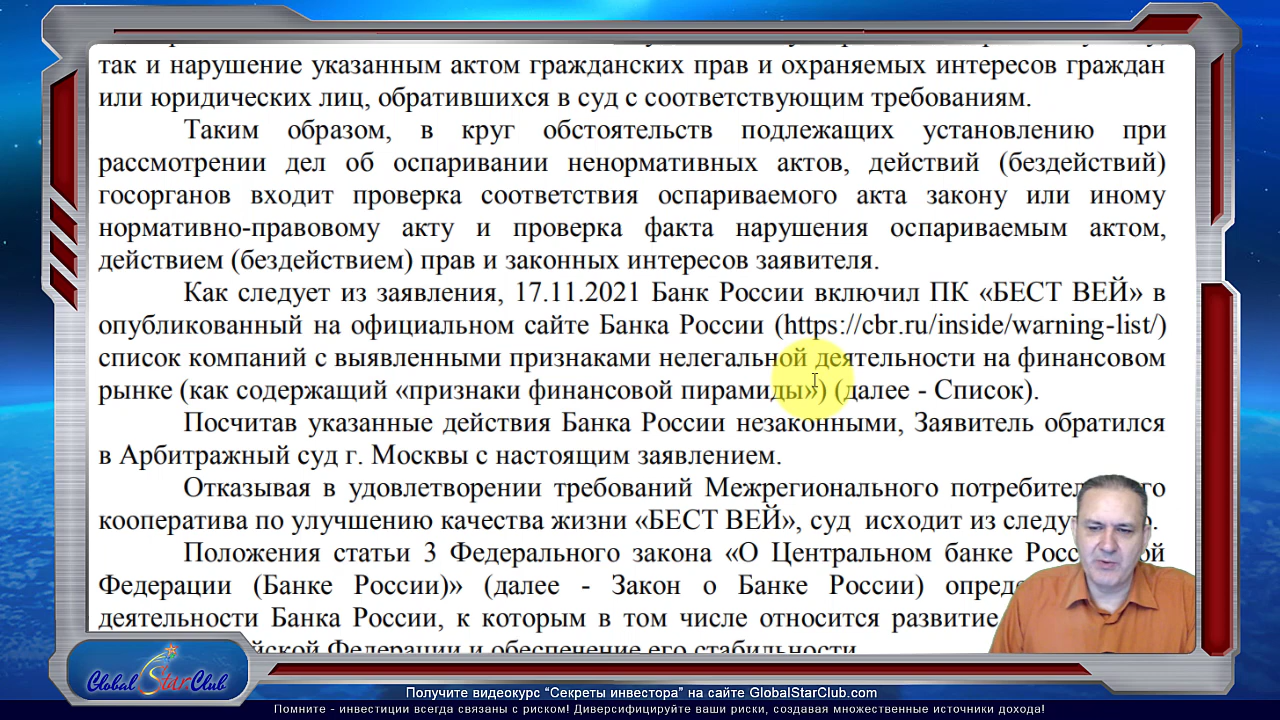 так и нарушение указанным актом гражданских прав и охраняемых интересов граждан
или юридических лиц, обратившихся в суд с соответствующим требованиям.
Таким образом, в круг обстоятельств подлежащих установлению при
рассмотрении дел об оспаривании ненормативных актов, действий (бездействий)
госорганов входит проверка соответствия оспариваемого акта закону или иному
нормативно-правовому акту и проверка факта нарушения оспариваемым актом,
действием (бездействием) прав и законных интересов заявителя.
Как следует из заявления, 17.11.2021 Банк России включил ПК «БЕСТ ВЕЙ» в
опубликованный на официальном сайте Банка России (https://cbr.ru/inside/warning-list/)
список компаний с выявленными признаками нелегальной деятельности на финансовом
рынке (как содержащий «признаки финансовой пирамиды») (далее - Список).
Посчитав указанные действия Банка России незаконными, Заявитель обратился
в Арбитражный суд г. Москвы с настоящим заявлением.
Отказывая в удовлетворении требований Межрегионального
кооператива по улучшению качества жизни «БЕСТ ВЕЙ», суд исходит из
Положения статьи 3 Федерального закона «О Центральном банке
Федерации (Банке России)» (далее - Закон о Банке России)
деятельности Банка России, к которым в том числе относится развитие
Федерации и обеспечение его стабильности
Global Star Club
Получите видеокурс "Секреты инвестора" на сайте GlobalStarClub.com
Помните - инвестиции всегда связаны с риском! Диверсифицируйте ваши риски, создавая множественные источники дохода!